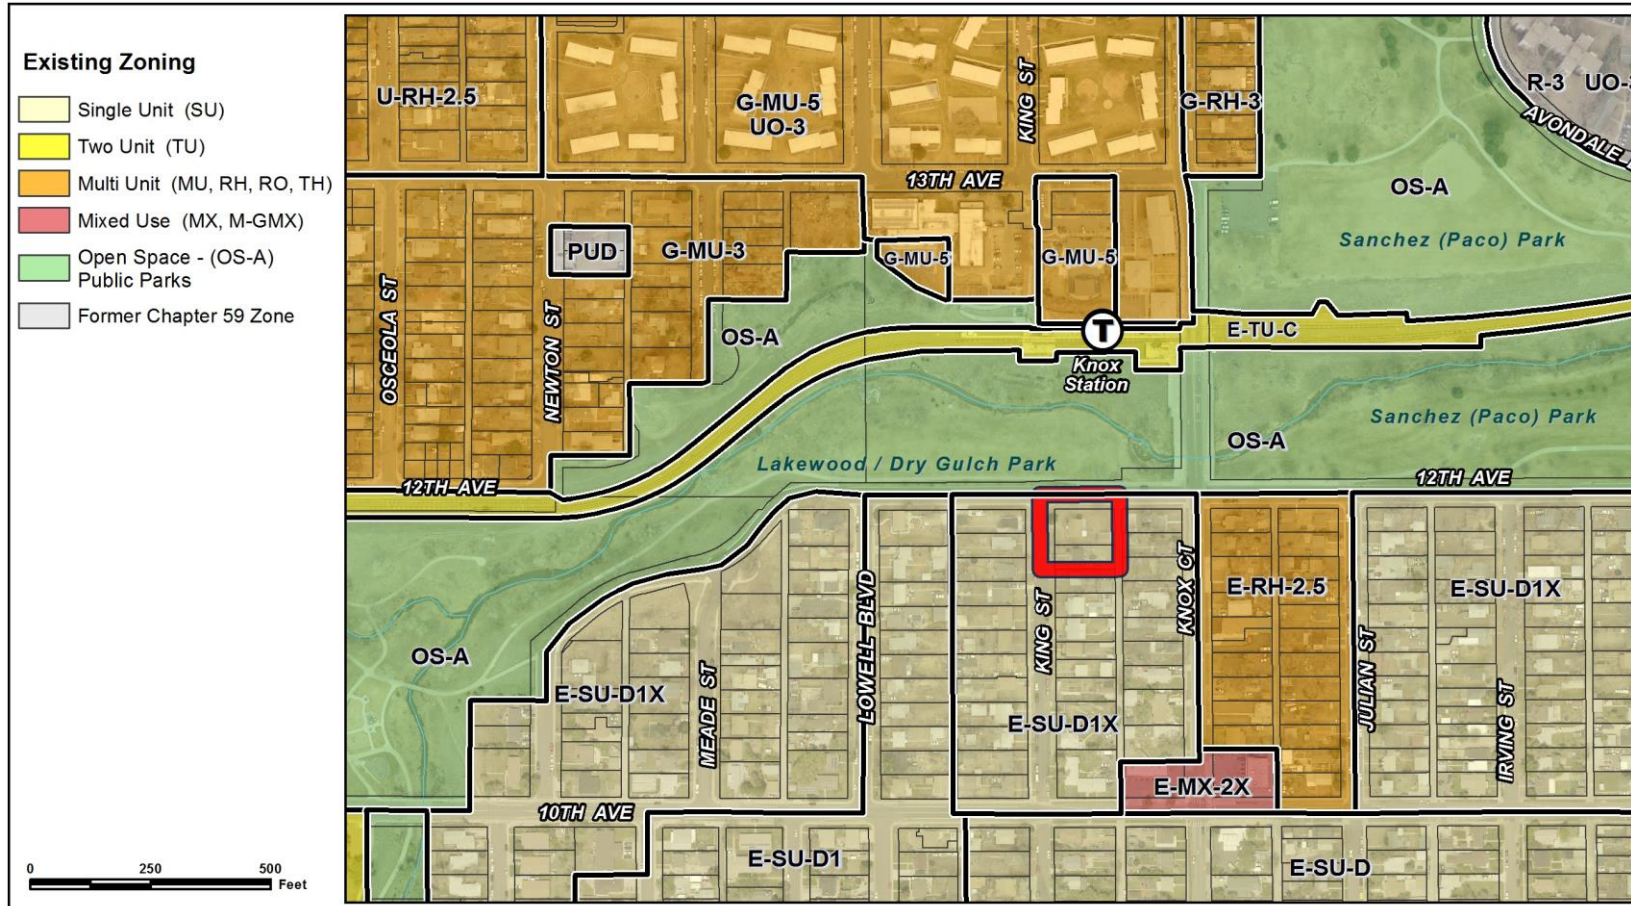 Existing Zoning
Single Unit (SU)
Two Unit (TU)
Multi Unit (MU, RH, RO, TH)
Mixed Use (MX, M-GMX)
Open Space - (OS-A)
Public Parks
Former Chapter 59 Zone
0 250 500
Feet
U-RH-2.5
G-MU-5
UO-3
KING ST
G-RH-3
R-3
AVONDALE
13TH AVE
OS-A
Sanchez (Paco) Park
PUD
G-MU-3
G-MU-5
G-MU-5
OSCEOLA ST
NEWTON ST
OS-A
T
Knox
Station
E-TU-C
Sanchez (Paco) Park
OS-A
Lakewood / Dry Gulch Park
12TH AVE
12TH AVE
OS-A
E-SU-D1X
MEADE ST
LOWELL BLVD
KING ST
E-SU-D1X
KNOX CT
E-RH-2.5
JULIAN ST
E-SU-D1X
IRVING ST
E-MX-2X
10TH AVE
E-SU-D1
E-SU-D